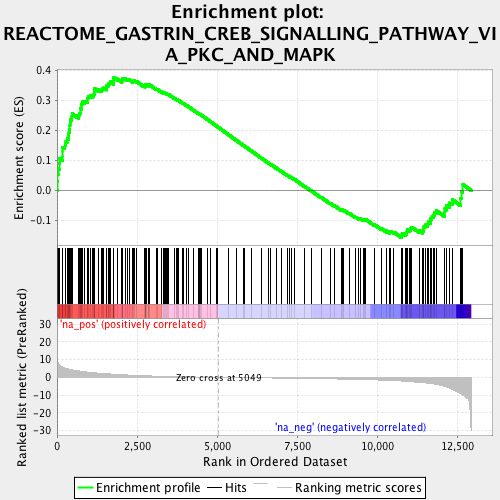 Enrichment plot:
REACTOME_GASTRIN_CREB_SIGNALLING_PATHWAY_VI
A_PKC_AND_MAPK
Enrichment score (ES)
0.4
0.3
0.2
0.1
0.0
-0.1
'na_pos' (positively correlated)
Ranked list metric (PreRanked)
30
20
10
0
-10
-20
-30
Zero cross at 5049
'na_neg' (negatively correlated)
0
2,500
5,000
7,500
10,000
12,500
Rank in Ordered Dataset
Enrichment profile
Hits
Ranking metric scores